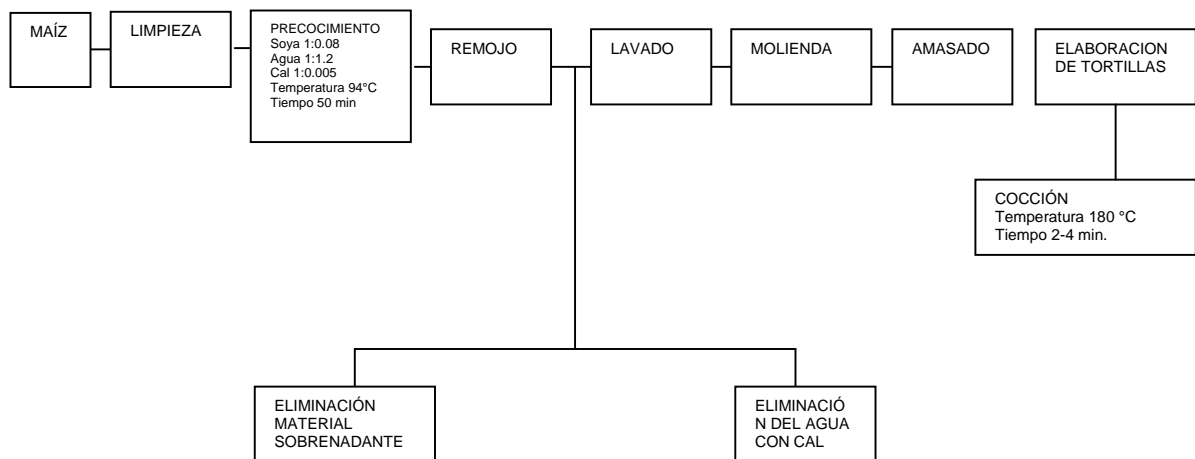 MAÍZ
LIMPIEZA
PRECOCIMIENTO
Soya 1:0.08
Agua 1:1.2
Cal 1:0.005
Temperatura 94°C
Tiempo 50 min
REMOJO
LAVADO
MOLIENDA
AMASADO
ELABORACION
DE TORTILLAS
COCCIÓN
Temperatura 180 °C
Tiempo 2-4 min.
ELIMINACIÓN
MATERIAL
SOBRENADANTE
ELIMINACIÓ
N DEL AGUA
CON CAL